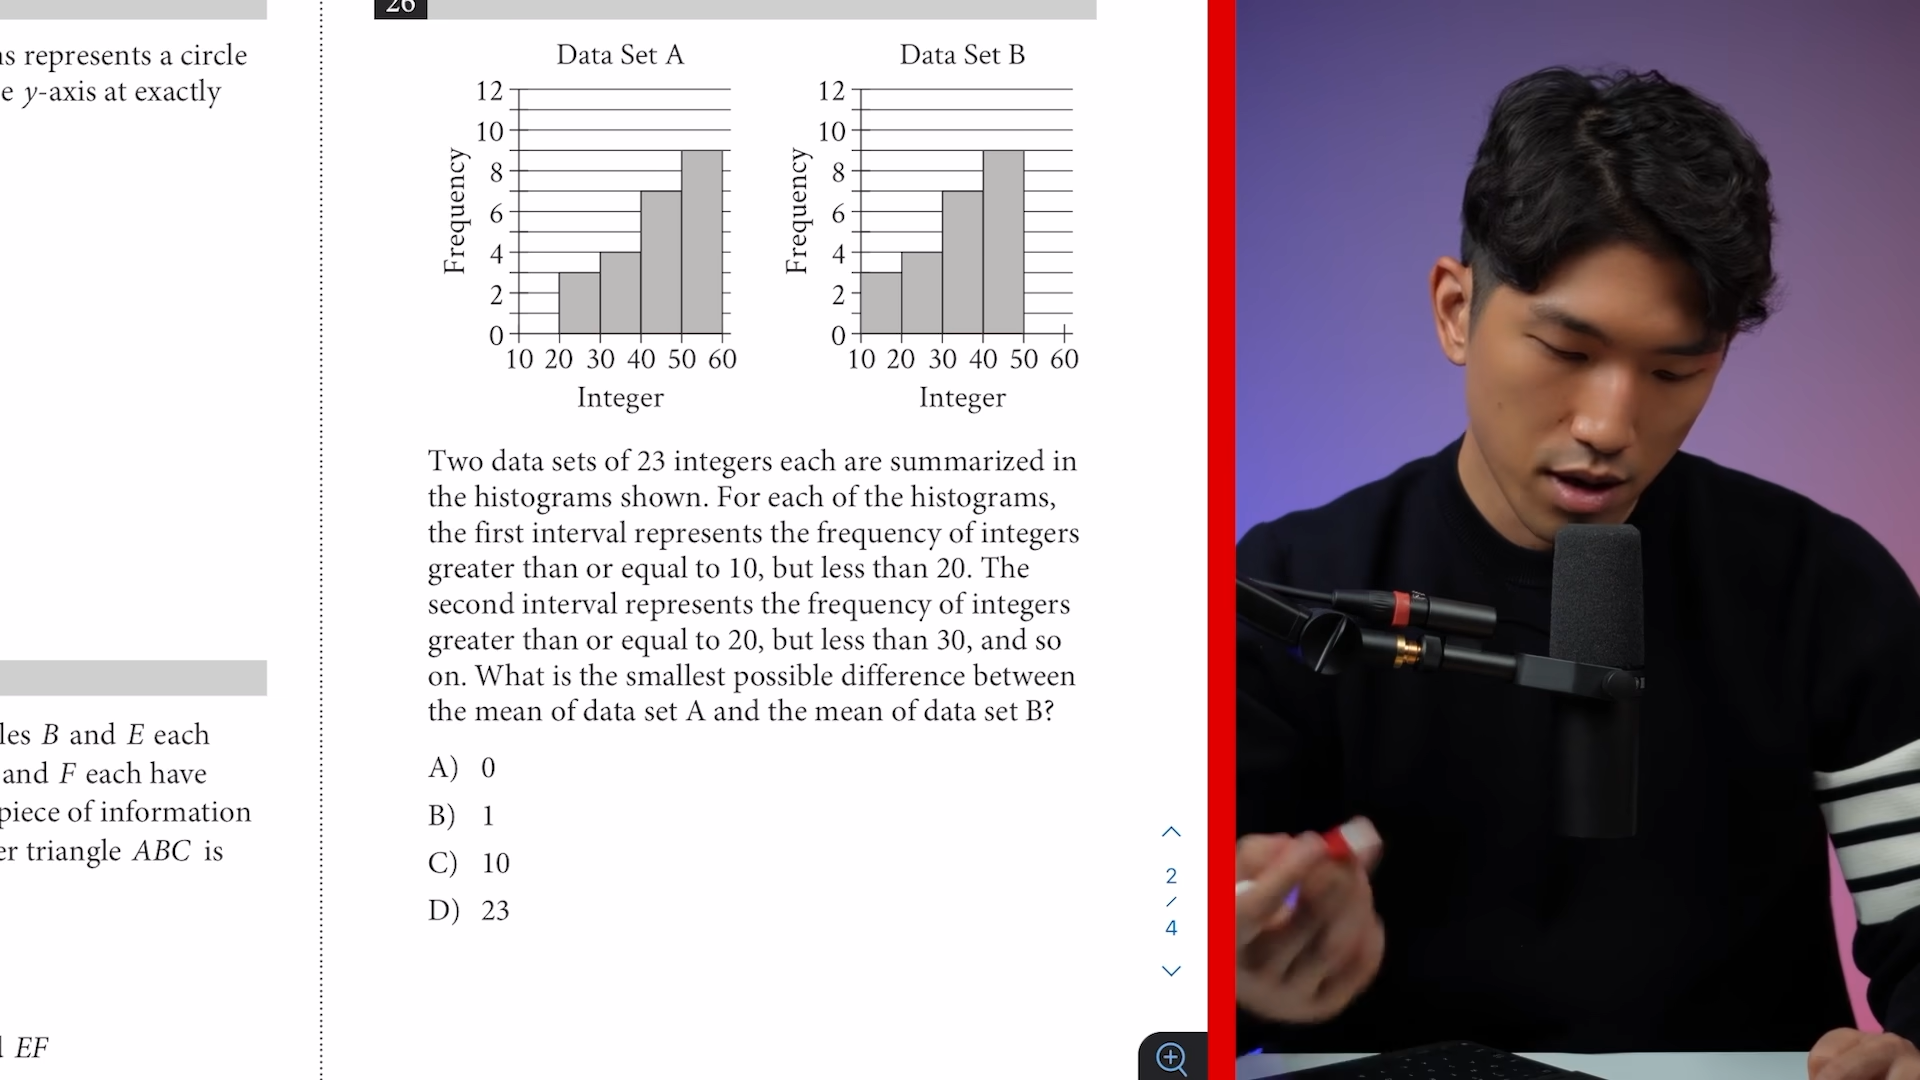 ns represents a circle
e y-axis at exactly
les B and E each
and F each have
piece of information
er triangle ABC is
EF
26
Data Set A
12
10
8
6
4
2
0
Frequency
10 20 30 40 50 60
Integer
Data Set B
12
10
8
6
4
2
0
Frequency
10 20 30 40 50 60
Integer
Two data sets of 23 integers each are summarized in
the histograms shown. For each of the histograms,
the first interval represents the frequency of integers
greater than or equal to 10, but less than 20. The
second interval represents the frequency of integers
greater than or equal to 20, but less than 30, and so
on. What is the smallest possible difference between
the mean of data set A and the mean of data set B?
A) 0
B) 1
C) 10
D) 23
2
/
4